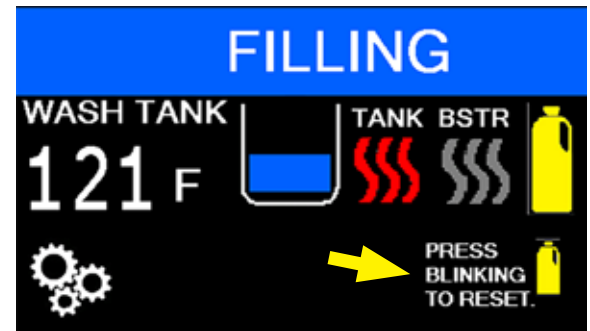 FILLING
WASH TANK
TANK BSTR
121 F
PRESS
BLINKING
TO RESET.